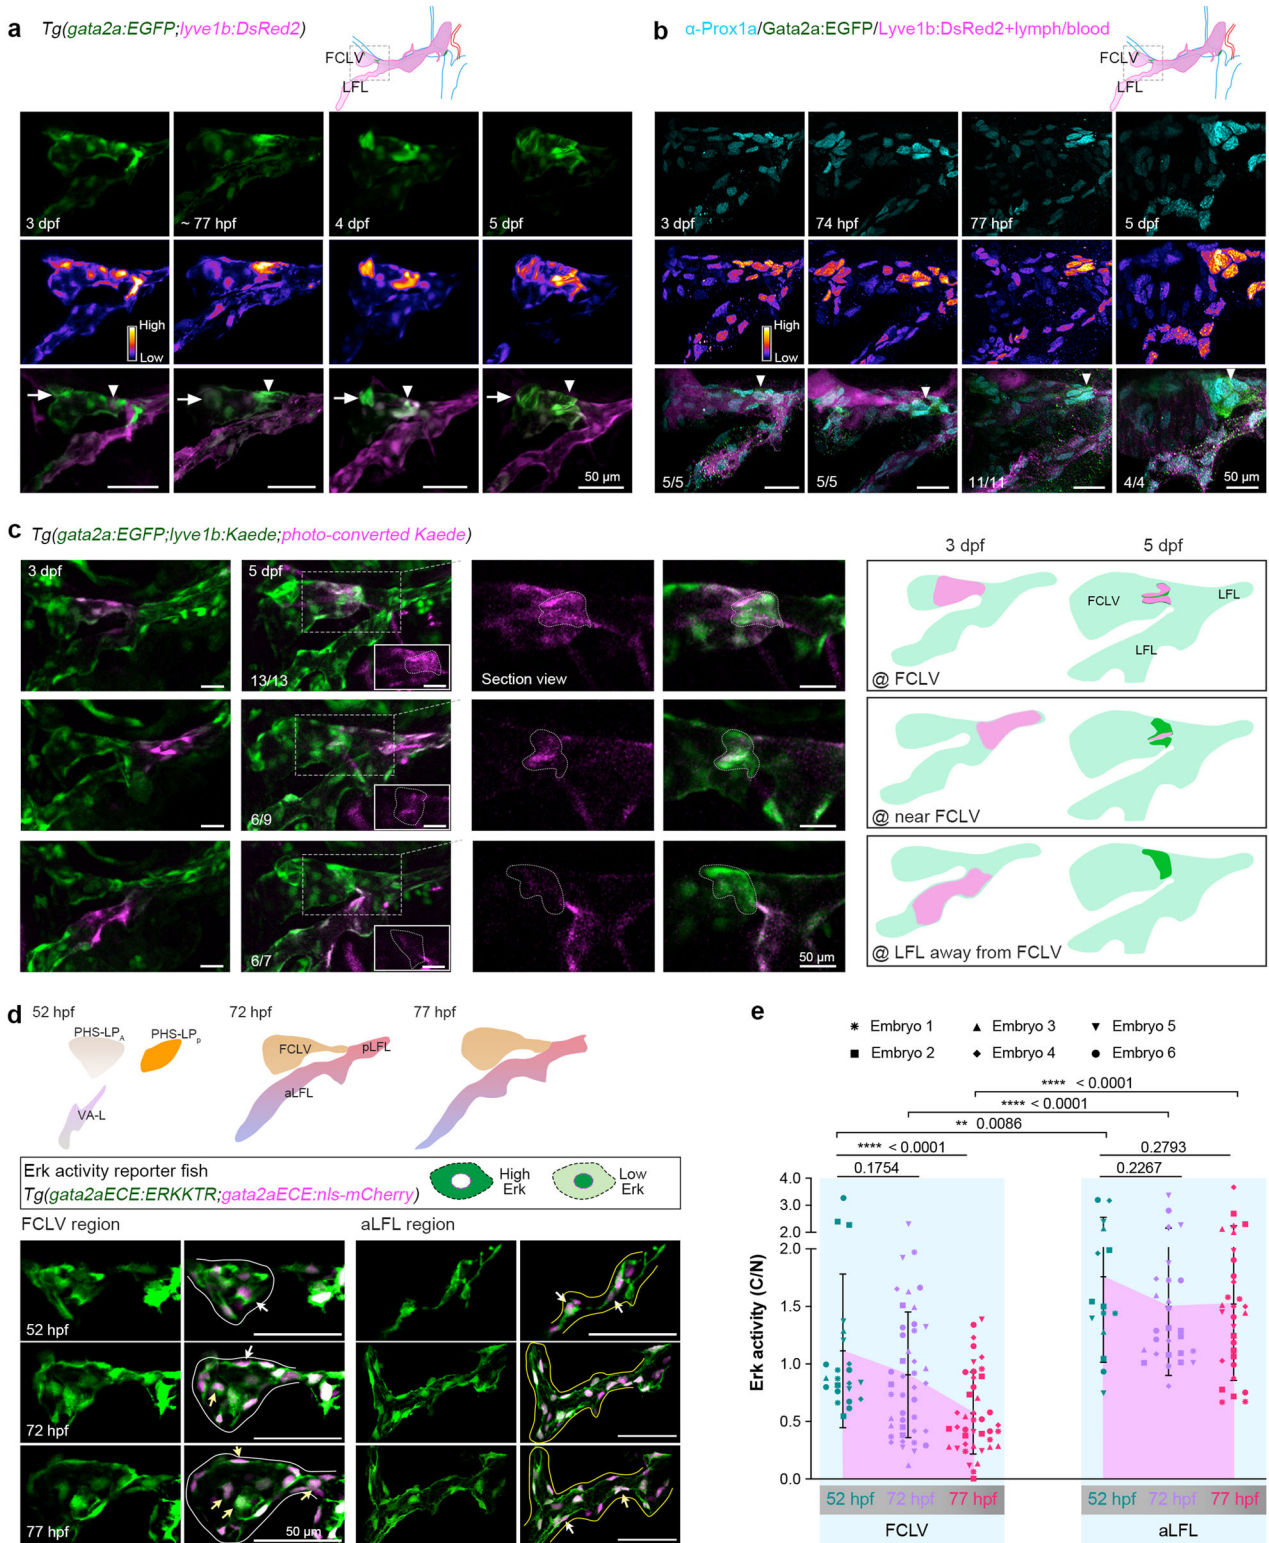 a Tg(gata2a:EGFP;lyve1b:DsRed2)
FCLV
LFL
3 dpf
~ 77 hpf
4 dpf
5 dpf
High
Low
50 µm
b α-Prox1a/Gata2a:EGFP/Lyve1b:DsRed2+lymph/blood
FCLV
LFL
3 dpf
74 hpf
77 hpf
5 dpf
High
Low
5/5
5/5
11/11
4/4
50 µm
c Tg(gata2a:EGFP;lyve1b:Kaede;photo-converted Kaede)
3 dpf
5 dpf
13/13
Section view
6/9
6/7
50 µm
3 dpf
5 dpf
FCLV
LFL
LFL
@ FCLV
@ near FCLV
@ LFL away from FCLV
d 52 hpf
72 hpf
77 hpf
PHS-LPA
PHS-LPp
VA-L
FCLV
pLFL
aLFL
Erk activity reporter fish
Tg(gata2aECE:ERKKTR;gata2aECE:nls-mCherry)
High
Erk
Low
Erk
FCLV region
aLFL region
52 hpf
72 hpf
77 hpf
50 µm
e
Embryo 1
Embryo 3
Embryo 5
Embryo 2
Embryo 4
Embryo 6
**** < 0.0001
**** < 0.0001
** 0.0086
**** < 0.0001
0.2793
0.1754
0.2267
Erk activity (C/N)
4.0
3.0
2.0
2.0
1.5
1.0
0.5
0.0
52 hpf
72 hpf
77 hpf
52 hpf
72 hpf
77 hpf
FCLV
aLFL